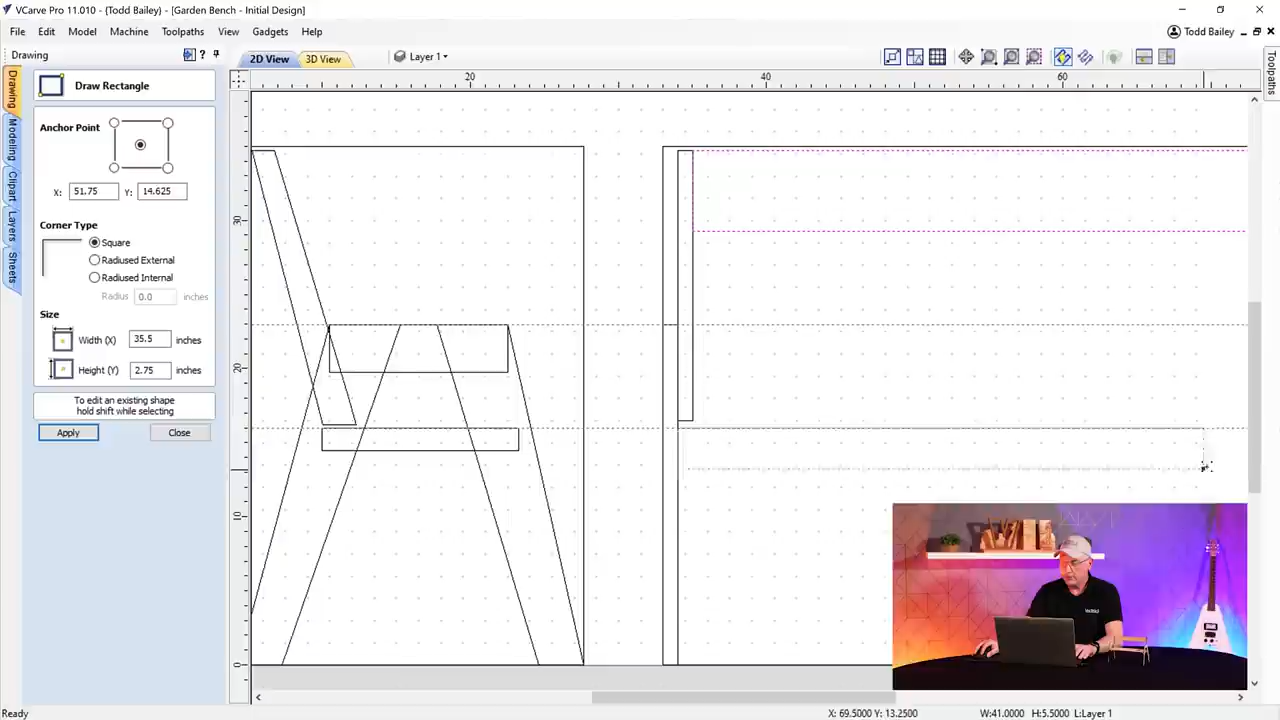 VCarve Pro 11.010 - {Todd Bailey} - [Garden Bench - Initial Design]
File Edit Model Machine Toolpaths View Gadgets Help
Todd Bailey
Drawing
?
2D View
3D View
Layer 1
Drawing
Modeling
Clipart
Layers
Sheets
Toolpaths
Draw Rectangle
Anchor Point
X: 51.75 Y: 14.625
Corner Type
Square
Radiused External
Radiused Internal
Radius 0.0 inches
Size
Width (X) 35.5 inches
Height (Y) 2.75 inches
To edit an existing shape
hold shift while selecting
Apply Close
20 40 60
30
20
10
0
Ready
X: 69.5000 Y: 13.2500
W:41.0000 H:5.5000 L:Layer 1